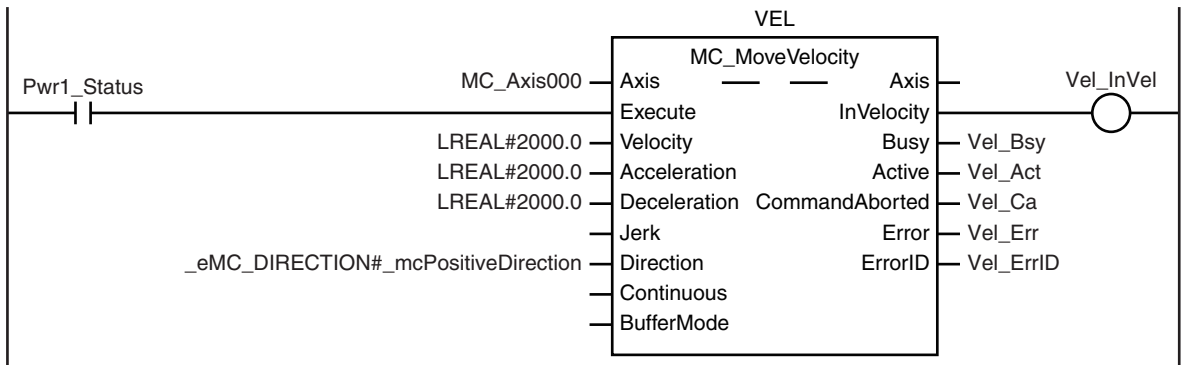 VEL
MC_MoveVelocity
MC_Axis000 Axis Axis
Pwr1_Status Execute InVelocity Vel_InVel
LREAL#2000.0 Velocity Busy Vel_Bsy
LREAL#2000.0 Acceleration Active Vel_Act
LREAL#2000.0 Deceleration CommandAborted Vel_Ca
Jerk Error Vel_Err
_eMC_DIRECTION#_mcPositiveDirection Direction ErrorID Vel_ErrID
Continuous
BufferMode